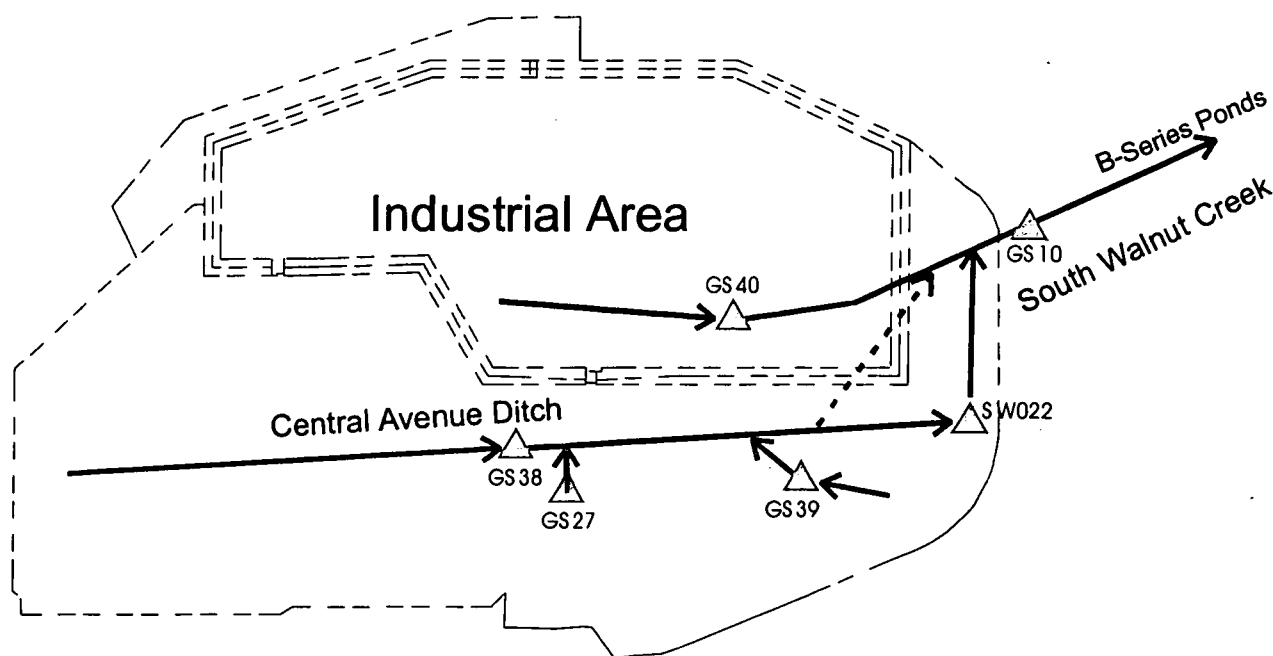 B-Series Ponds
Industrial Area
GS10
South Walnut Creek
GS40
Central Avenue Ditch
SW022
GS38
GS27
GS39